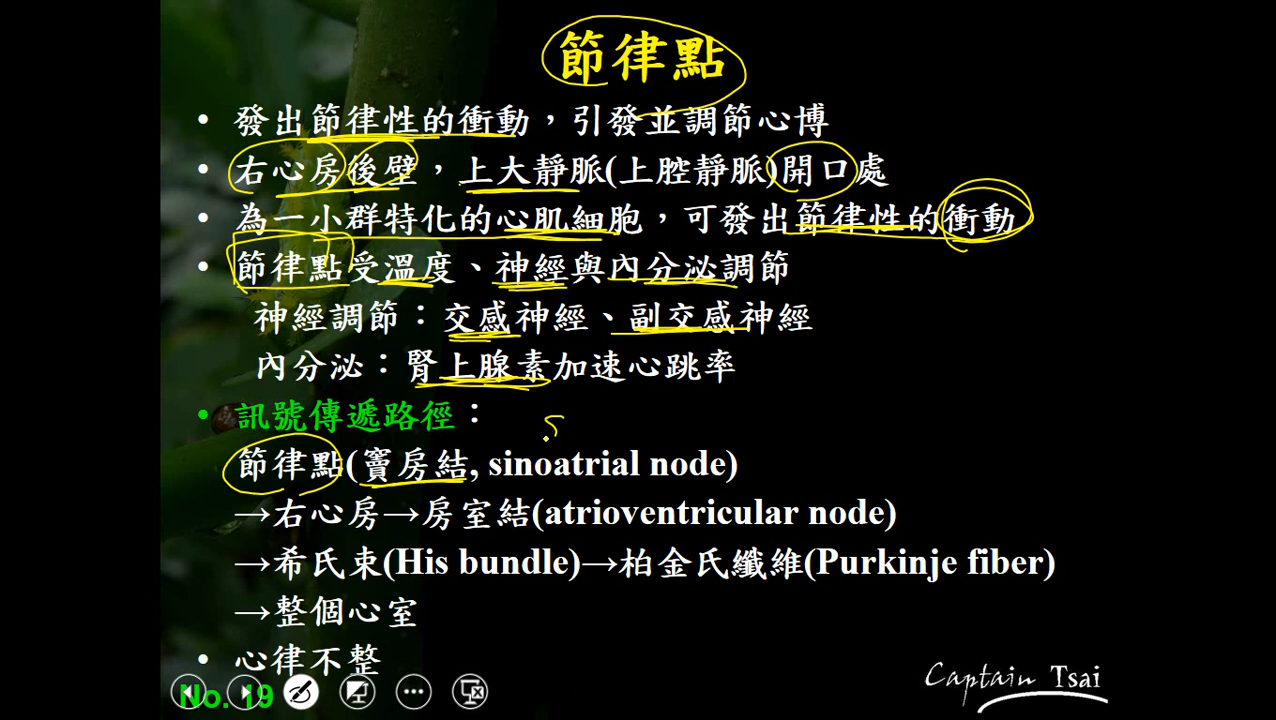 節律點
• 發出節律性的衝動，引發並調節心博
• 右心房後壁，上大靜脈(上腔靜脈)開口處
• 為一小群特化的心肌細胞，可發出節律性的衝動
• 節律點受溫度、神經與內分泌調節
神經調節：交感神經、副交感神經
內分泌：腎上腺素加速心跳率
• 訊號傳遞路徑：
S
節律點(竇房結, sinoatrial node)
→右心房→房室結(atrioventricular node)
→希氏束(His bundle)→柏金氏纖維(Purkinje fiber)
→整個心室
• 心律不整
No. 19
Captain Tsai